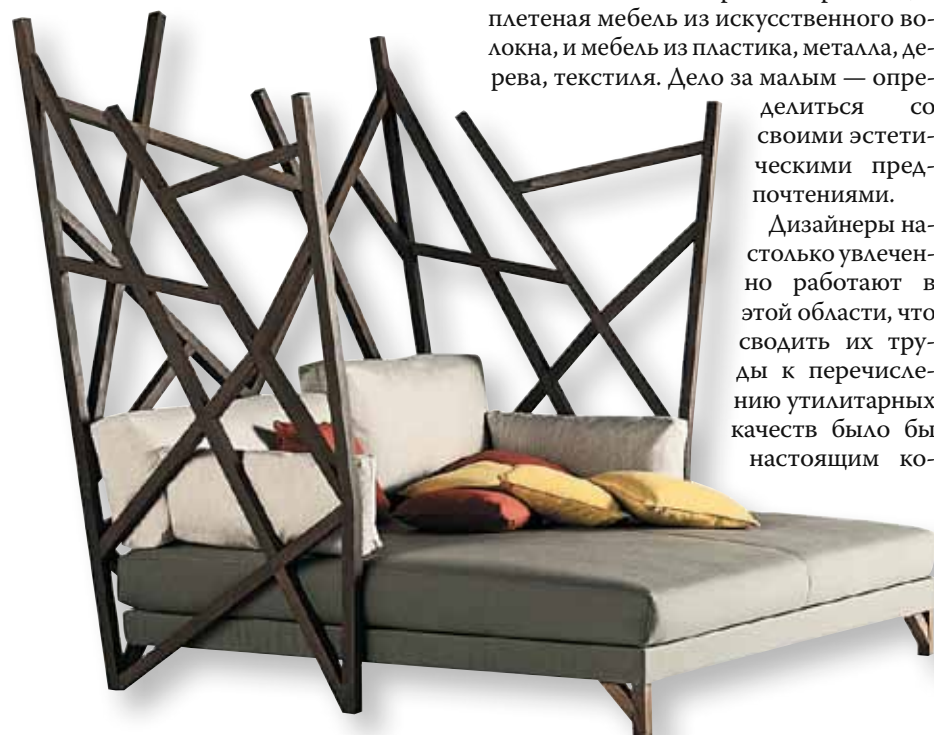 плетеная мебель из искусственного во-
локна, и мебель из пластика, металла, де-
рева, текстиля. Дело за малым — опре-
делиться со
своими эстети-
ческими пред-
почтениями.
Дизайнеры на-
столько увлечен-
но работают в
этой области, что
сводить их тру-
ды к перечисле-
нию утилитарных
качеств было бы
настоящим ко-